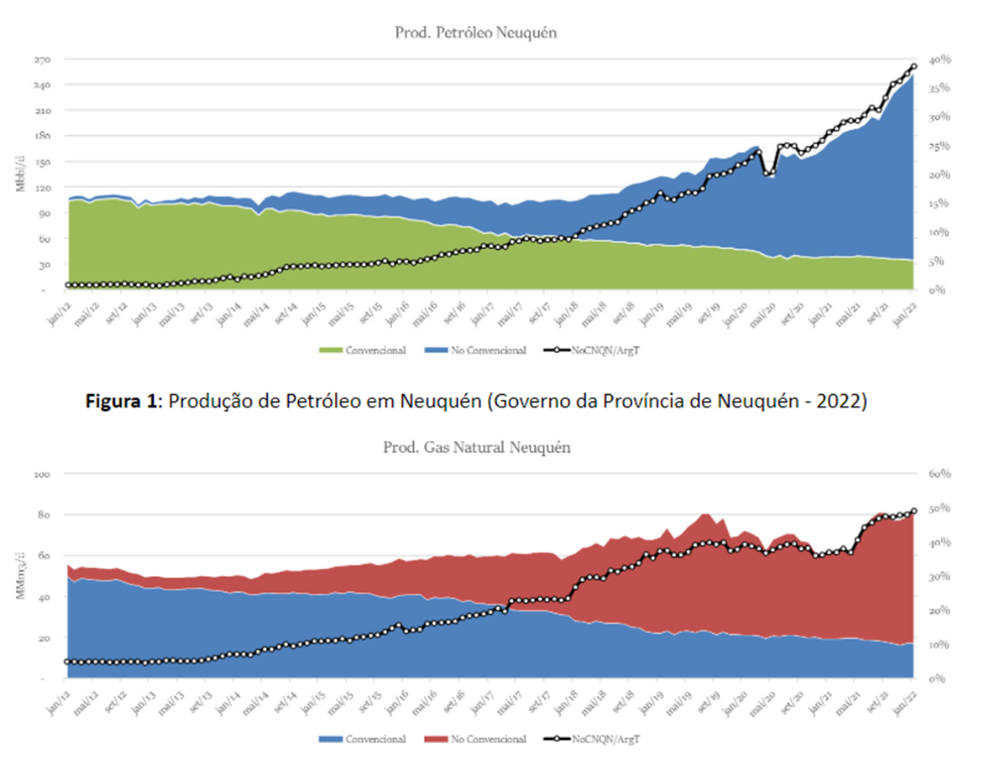 Prod. Petróleo Neuquén
270
240
210
180
150
120
90
60
30
-
Mbbl/d
40%
35%
30%
25%
20%
15%
10%
5%
0%
jan/12
mai/12
set/12
jan/13
mai/13
set/13
jan/14
mai/14
set/14
jan/15
mai/15
set/15
jan/16
mai/16
set/16
jan/17
mai/17
set/17
jan/18
mai/18
set/18
jan/19
mai/19
set/19
jan/20
mai/20
set/20
jan/21
mai/21
set/21
jan/22
Convencional
No Convencional
NoCNQN/ArgT
Figura 1: Produção de Petróleo em Neuquén (Governo da Província de Neuquén - 2022)
Prod. Gas Natural Neuquén
100
80
60
40
20
-
MMm3/d
60%
50%
40%
30%
20%
10%
0%
jan/12
mai/12
set/12
jan/13
mai/13
set/13
jan/14
mai/14
set/14
jan/15
mai/15
set/15
jan/16
mai/16
set/16
jan/17
mai/17
set/17
jan/18
mai/18
set/18
jan/19
mai/19
set/19
jan/20
mai/20
set/20
jan/21
mai/21
set/21
jan/22
Convencional
No Convencional
NoCNQN/ArgT